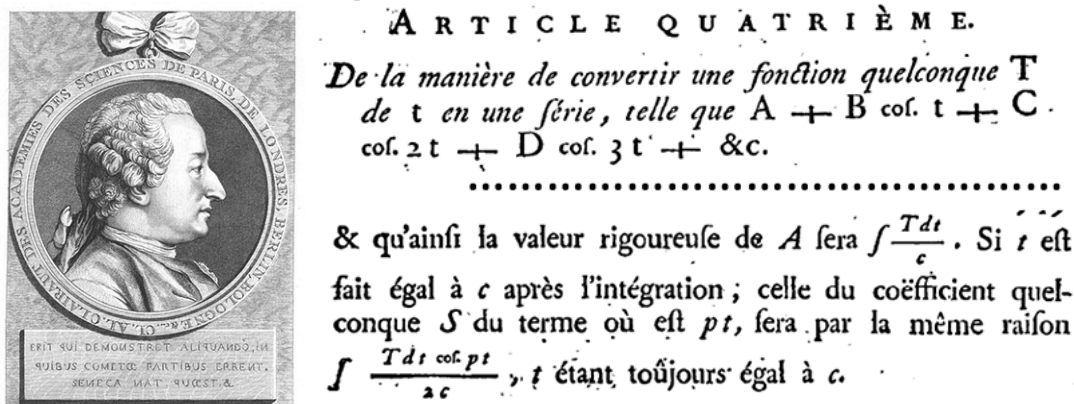 CL. AL. CLAIRAUT DES ACADEMIES DES SCIENCES DE PARIS, DE LONDRES, BERLIN, BOLOGNE &c.
ERIT QUI DEMONSTRET ALIQUANDO, IN
QUIBUS COMETŒ PARTIBUS ERRENT.
SENECA NAT. QUŒST. &.
ARTICLE QUATRIÈME.
De la manière de convertir une fonction quelconque T
de t en une ſérie, telle que A + B coſ. t + C
coſ. 2 t + D coſ. 3 t + &c.
& qu'ainſi la valeur rigoureuſe de A ſera ∫ Tdt/c . Si t eſt
fait égal à c après l'intégration ; celle du coëfficient quel-
conque S du terme où eſt pt, ſera par la même raiſon
∫ Tdt coſ. pt/2c , t étant toûjours égal à c.